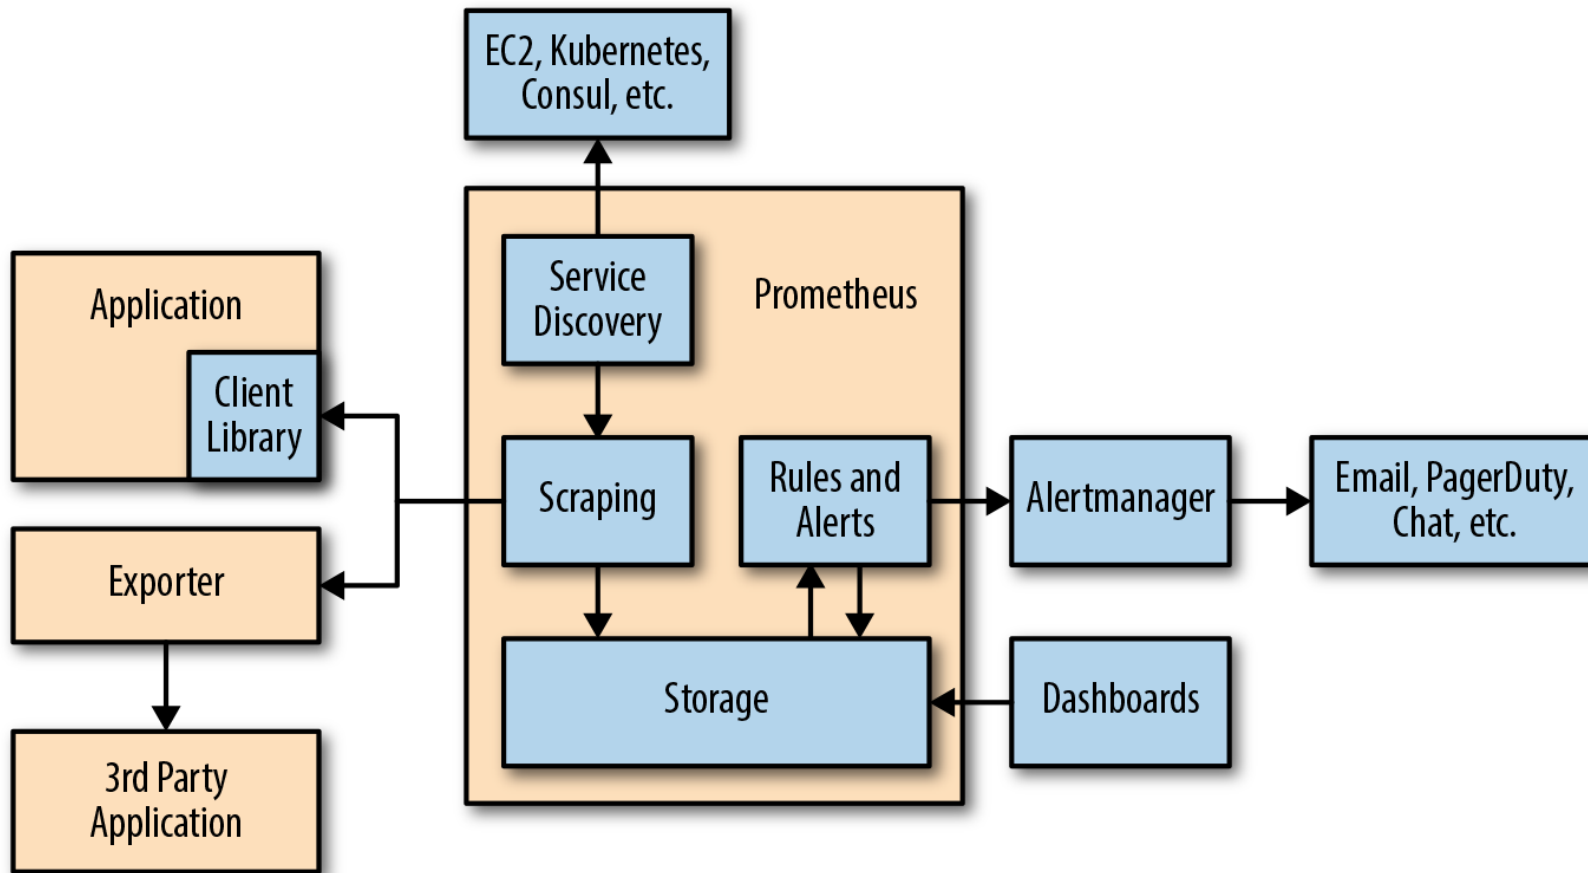 EC2, Kubernetes,
Consul, etc.
Service
Discovery
Prometheus
Application
Client
Library
Scraping
Rules and
Alerts
Alertmanager
Email, PagerDuty,
Chat, etc.
Exporter
Storage
Dashboards
3rd Party
Application